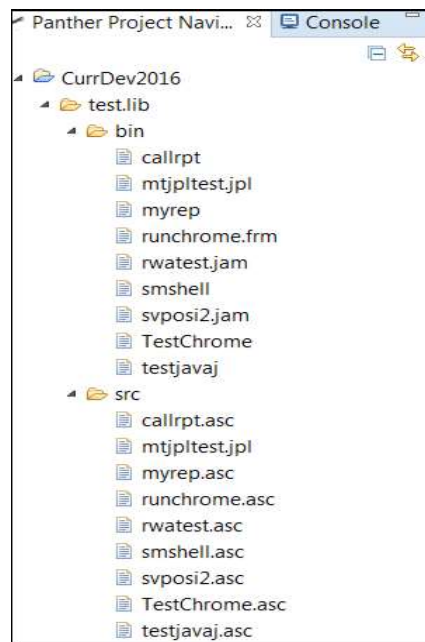 Panther Project Navi... Console
CurrDev2016
test.lib
bin
callrpt
mtjpltest.jpl
myrep
runchrome.frm
rwatest.jam
smshell
svposi2.jam
TestChrome
testjavaj
src
callrpt.asc
mtjpltest.jpl
myrep.asc
runchrome.asc
rwatest.asc
smshell.asc
svposi2.asc
TestChrome.asc
testjavaj.asc